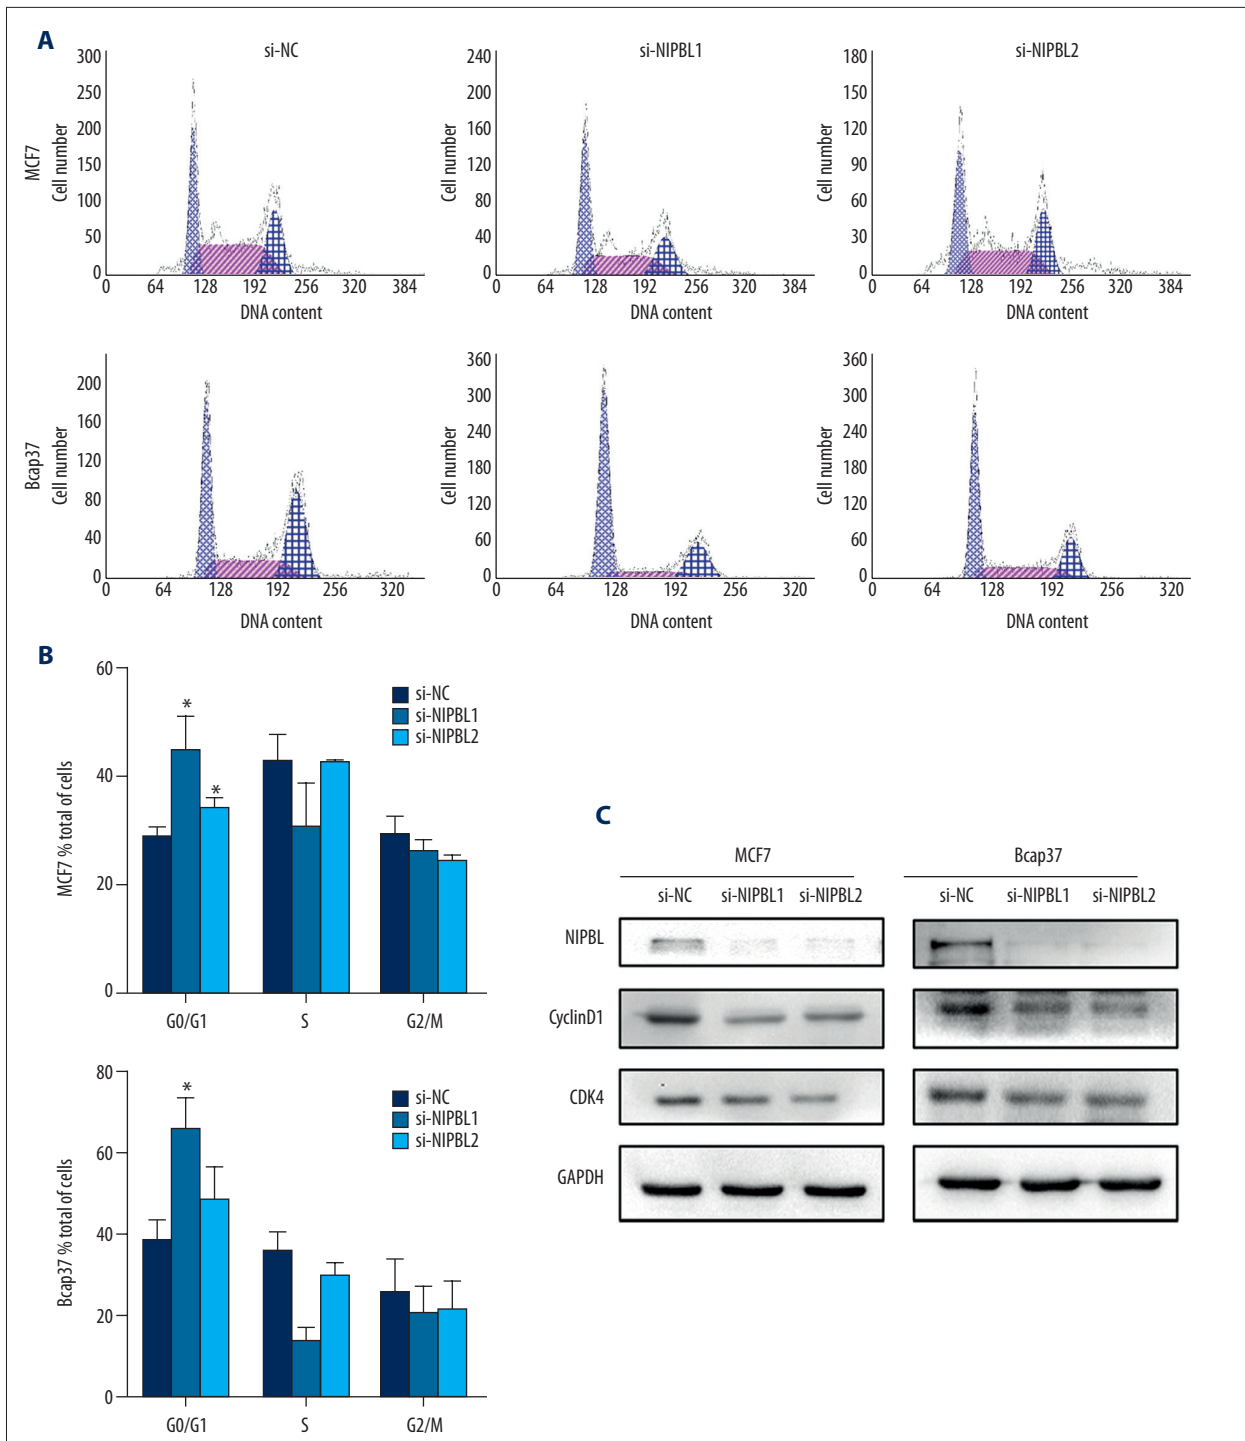 A
si-NC
si-NIPBL1
si-NIPBL2
MCF7
Cell number
300
250
200
150
100
50
0
0 64 128 192 256 320 384
DNA content
Cell number
240
200
160
120
80
40
0
0 64 128 192 256 320 384
DNA content
Cell number
180
150
120
90
60
30
0
0 64 128 192 256 320 384
DNA content
Bcap37
Cell number
200
160
120
80
40
0
0 64 128 192 256 320
DNA content
Cell number
360
300
240
180
120
60
0
0 64 128 192 256 320
DNA content
Cell number
360
300
240
180
120
60
0
0 64 128 192 256 320
DNA content
B
MCF7 % total of cells
60
40
20
0
* *
si-NC
si-NIPBL1
si-NIPBL2
G0/G1 S G2/M
Bcap37 % total of cells
80
60
40
20
0
*
si-NC
si-NIPBL1
si-NIPBL2
G0/G1 S G2/M
C
MCF7 Bcap37
si-NC si-NIPBL1 si-NIPBL2 si-NC si-NIPBL1 si-NIPBL2
NIPBL
CyclinD1
CDK4
GAPDH